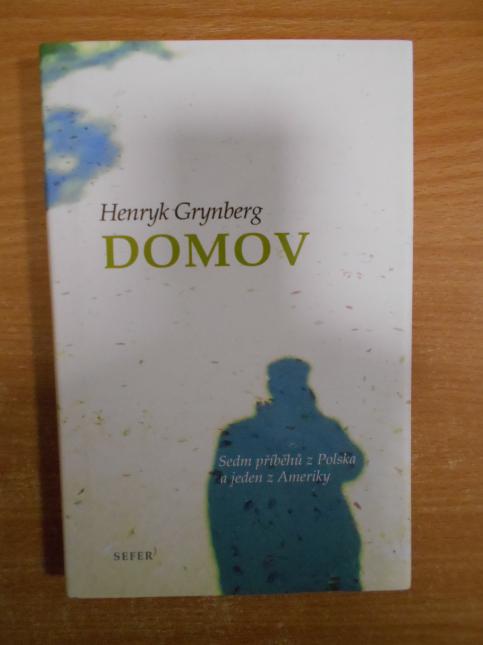 Henryk Grynberg
DOMOV
Sedm příběhů z Polska
a jeden z Ameriky
SEFER)